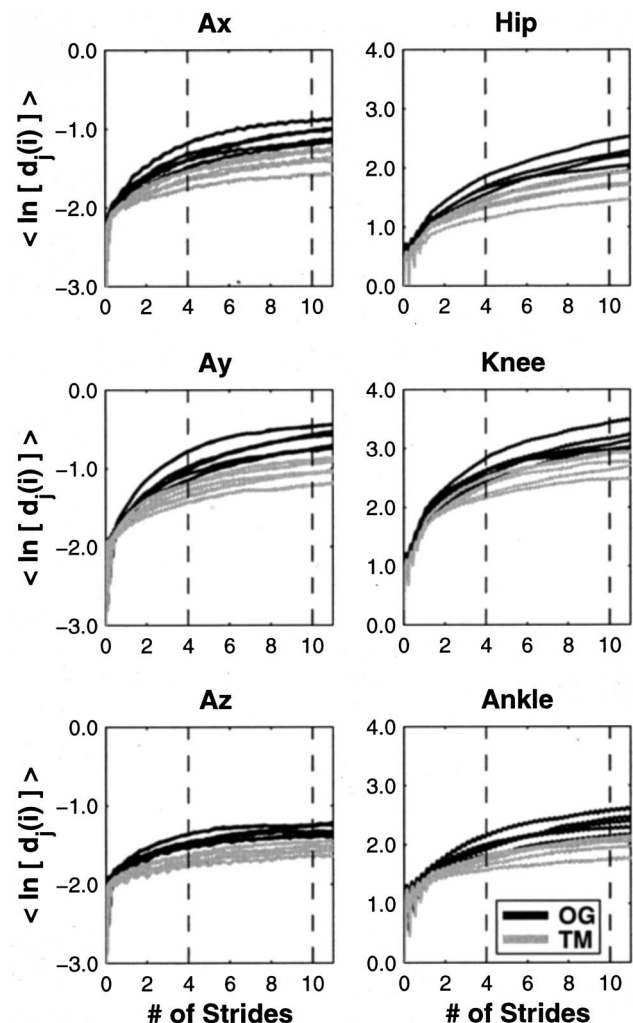 Ax Hip
0.0 4.0
−1.0 3.0
−2.0 2.0
1.0
−3.0 0.0
0 2 4 6 8 10 0 2 4 6 8 10
< ln [ dj(i) ] >
Ay Knee
0.0 4.0
−1.0 3.0
−2.0 2.0
1.0
−3.0 0.0
0 2 4 6 8 10 0 2 4 6 8 10
< ln [ dj(i) ] >
Az Ankle
0.0 4.0
−1.0 3.0
−2.0 2.0
1.0
−3.0 0.0
0 2 4 6 8 10 0 2 4 6 8 10
< ln [ dj(i) ] >
OG
TM
# of Strides # of Strides